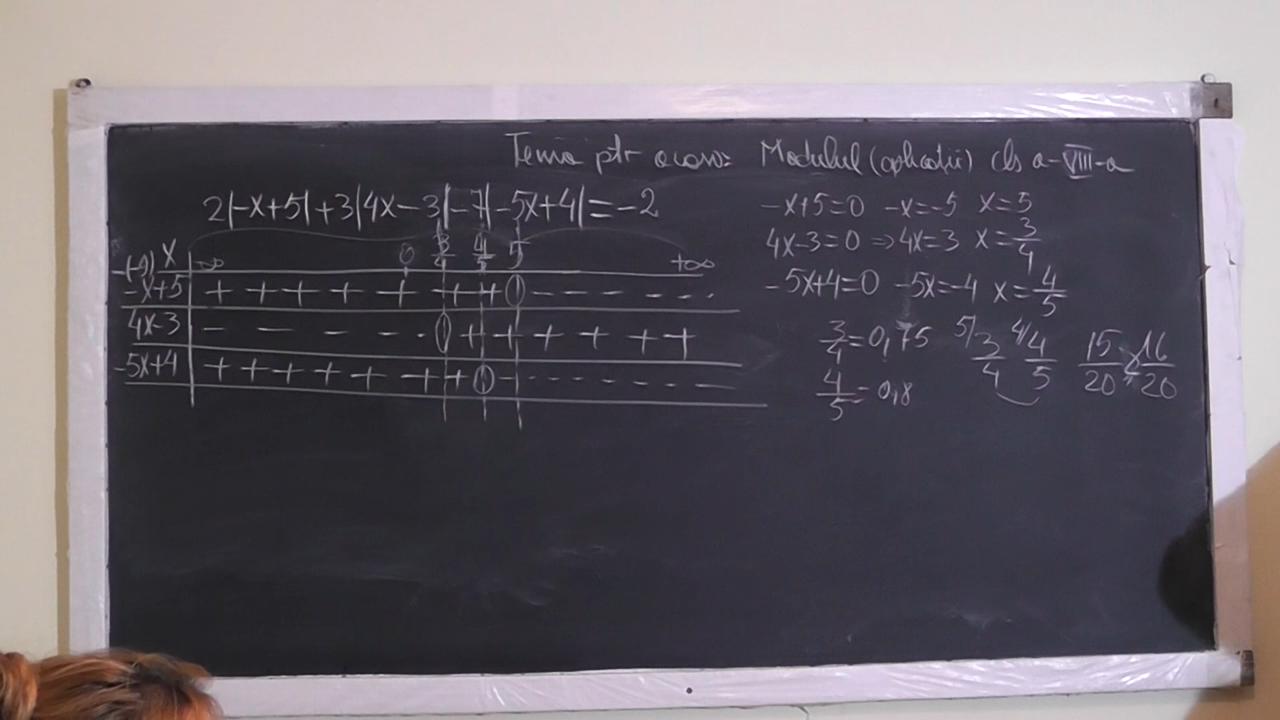 Tema ptr acasă: Modulul (aplicații) cls a-VIII-a
2|-x+5|+3|4x-3|-7|-5x+4|=-2
-x+5=0 -x=-5 x=5
4x-3=0 ⇒ 4x=3 x=3/4
-5x+4=0 -5x=-4 x=4/5
x -∞ 0 3/4 4/5 5 +∞
-x+5 + + + + + + + 0 - - - - -
4x-3 - - - - - 0 + + + + + +
-5x+4 + + + + + + + 0 - - - - - - -
3/4=0,75 5/ 3/4 4/ 4/5 15/20 < 16/20
4/5=0,8